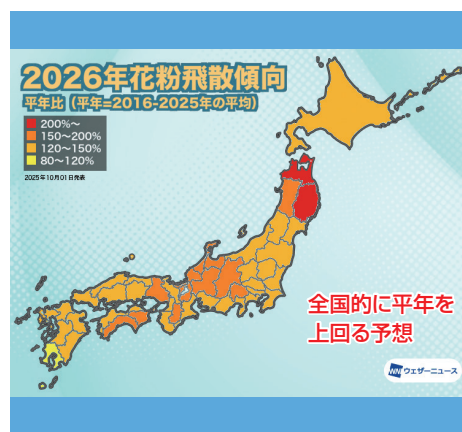 2026年花粉飛散傾向
平年比（平年=2016-2025年の平均）
200%～
150～200%
120～150%
80～120%
2025年10月01日発表
全国的に平年を
上回る予想
WN ウェザーニュース